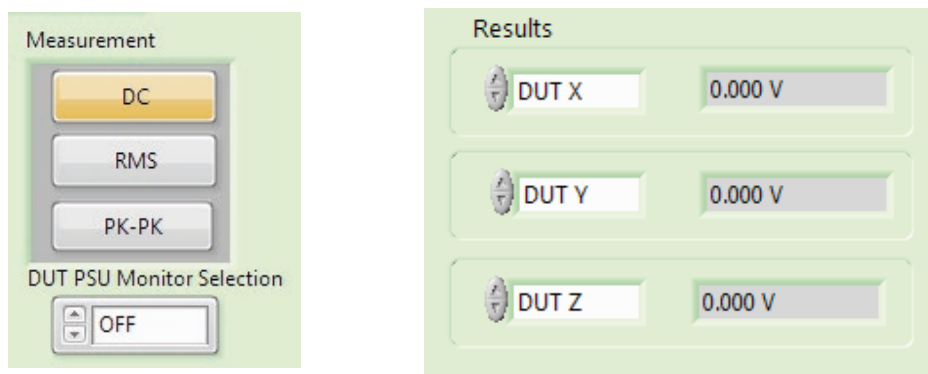 Measurement
DC
RMS
PK-PK
DUT PSU Monitor Selection
OFF
Results
DUT X
0.000 V
DUT Y
0.000 V
DUT Z
0.000 V